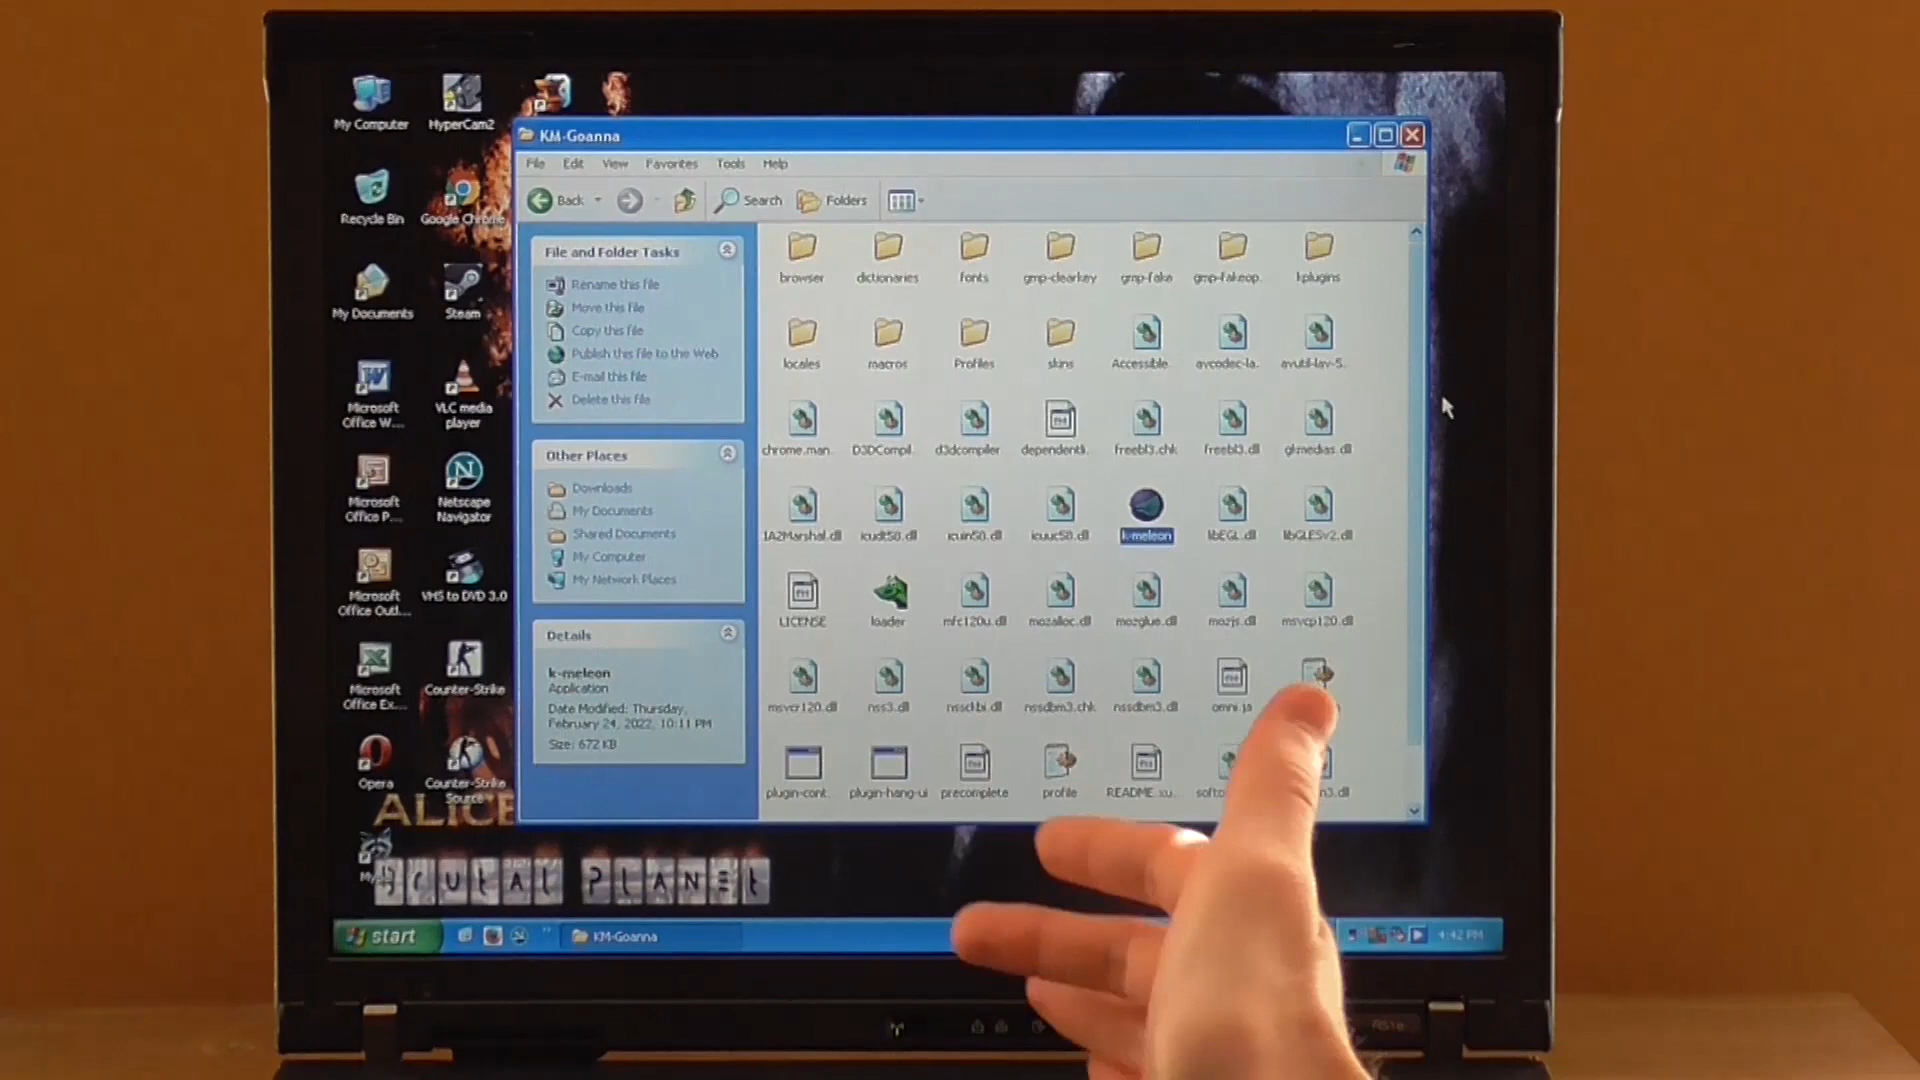 My Computer
HyperCam2
Recycle Bin
Google Chrome
My Documents
Steam
Microsoft
Office W...
VLC media
player
Microsoft
Office P...
Netscape
Navigator
Microsoft
Office Outl...
VHS to DVD 3.0
Microsoft
Office Ex...
Counter-Strike
Opera
Counter-Strike
Source
ALICE
My
Brutal Planet
KM-Goanna
File Edit View Favorites Tools Help
Back Search Folders
File and Folder Tasks
Rename this file
Move this file
Copy this file
Publish this file to the Web
E-mail this file
Delete this file
Other Places
Downloads
My Documents
Shared Documents
My Computer
My Network Places
Details
k-meleon
Application
Date Modified: Thursday,
February 24, 2022, 10:11 PM
Size: 672 KB
browser dictionaries fonts gmp-clearkey gmp-fake gmp-fakeop... kplugins
locales macros Profiles skins Accessible... avcodec-la... avutil-lav-5...
chrome.man... D3DCompil... d3dcompiler... dependentli... freebl3.chk freebl3.dll gkmedias.dll
IA2Marshal.dll icudt58.dll icuin58.dll icuuc58.dll k-meleon libEGL.dll libGLESv2.dll
LICENSE loader mfc120u.dll mozalloc.dll mozglue.dll mozjs.dll msvcp120.dll
msvcr120.dll nss3.dll nssckbi.dll nssdbm3.chk nssdbm3.dll omni.ja
plugin-cont... plugin-hang-ui precomplete profile README.xu... softo n3.dll
start KM-Goanna 4:42 PM